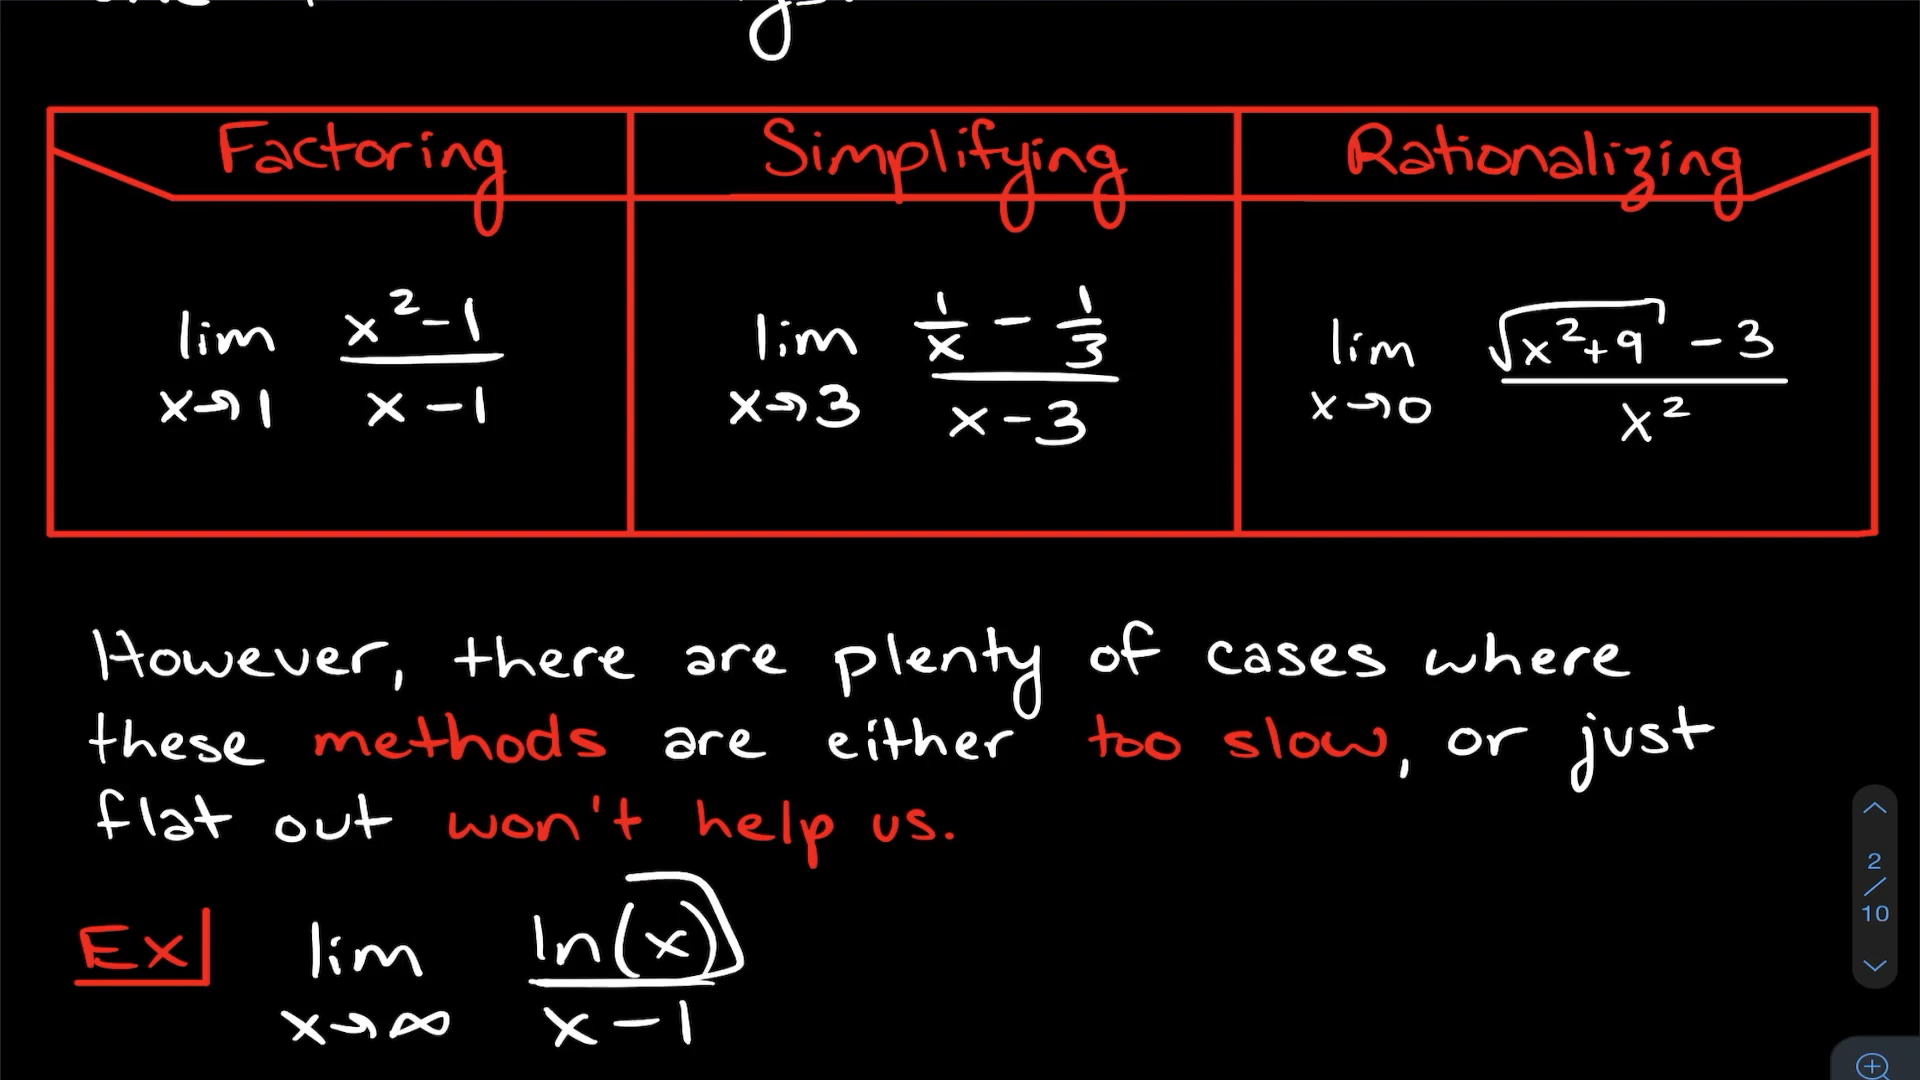 Factoring Simplifying Rationalizing
lim x→1 (x²-1)/(x-1)
lim x→3 (1/x - 1/3)/(x-3)
lim x→0 (√(x²+9) - 3)/x²
However, there are plenty of cases where
these methods are either too slow, or just
flat out won't help us.
Ex lim x→∞ ln(x)/(x-1)
2
/
10